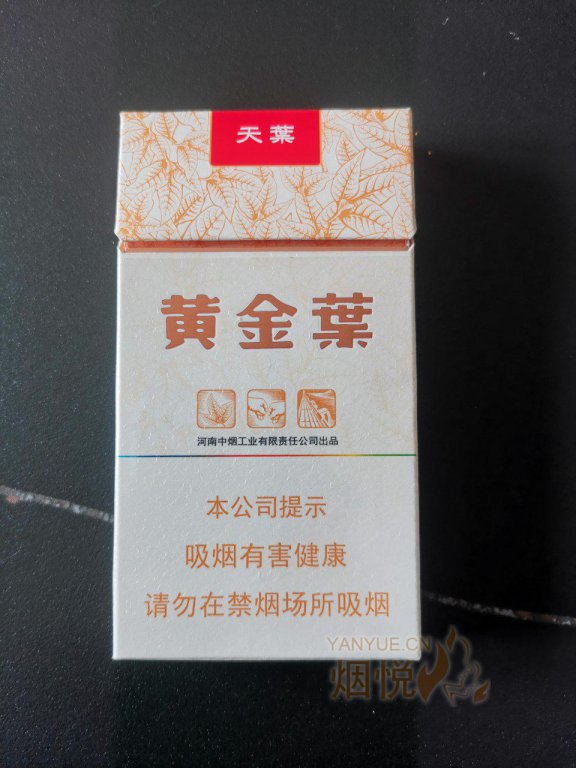 天葉
黄金葉
河南中烟工业有限责任公司出品
本公司提示
吸烟有害健康
请勿在禁烟场所吸烟
YANYUE.CN
烟悦